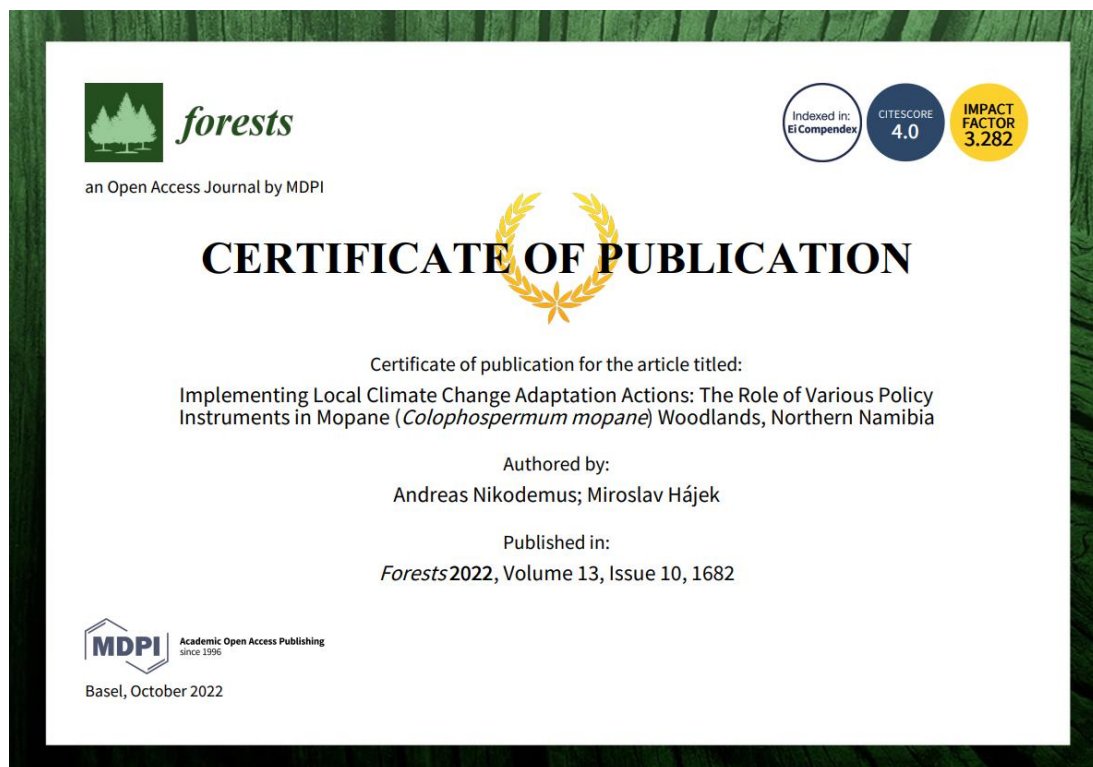 forests
Indexed in:
Ei Compendex
CITESCORE
4.0
IMPACT
FACTOR
3.282
an Open Access Journal by MDPI
CERTIFICATE OF PUBLICATION
Certificate of publication for the article titled:
Implementing Local Climate Change Adaptation Actions: The Role of Various Policy
Instruments in Mopane (Colophospermum mopane) Woodlands, Northern Namibia
Authored by:
Andreas Nikodemus; Miroslav Hájek
Published in:
Forests 2022, Volume 13, Issue 10, 1682
MDPI
Academic Open Access Publishing
since 1996
Basel, October 2022